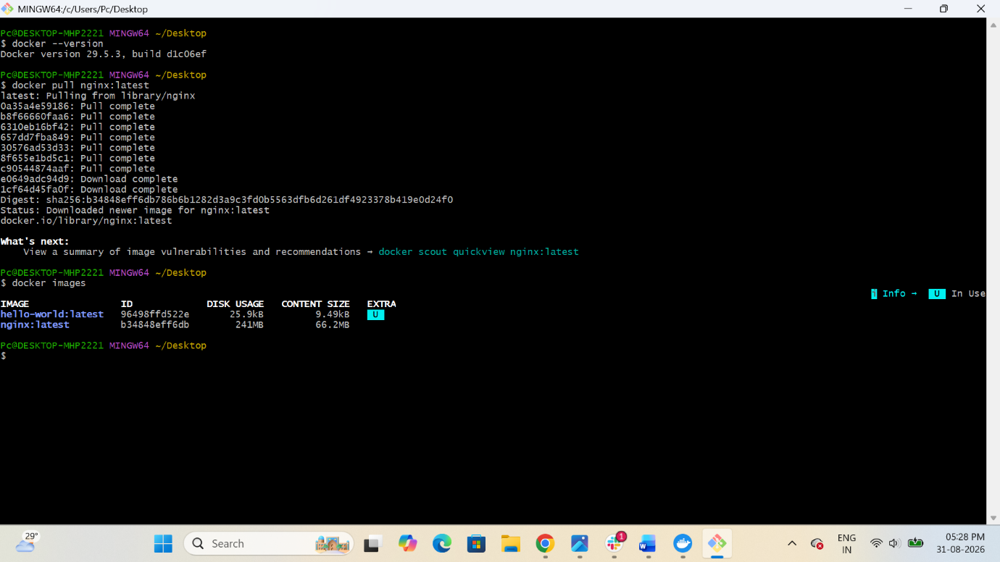 MINGW64:/c/Users/Pc/Desktop
Pc@DESKTOP-MHP2221 MINGW64 ~/Desktop
$ docker --version
Docker version 29.5.3, build d1c06ef
Pc@DESKTOP-MHP2221 MINGW64 ~/Desktop
$ docker pull nginx:latest
latest: Pulling from library/nginx
0a35a4e59186: Pull complete
b8f66660faa6: Pull complete
6310eb16bf42: Pull complete
657dd7fba849: Pull complete
30576ad53d33: Pull complete
8f655e1bd5c1: Pull complete
c90544874aaf: Pull complete
e0649adc94d9: Download complete
1cf64d45fa0f: Download complete
Digest: sha256:b34848eff6db786b6b1282d3a9c3fd0b5563dfb6d261df4923378b419e0d24f0
Status: Downloaded newer image for nginx:latest
docker.io/library/nginx:latest
What's next:
View a summary of image vulnerabilities and recommendations → docker scout quickview nginx:latest
Pc@DESKTOP-MHP2221 MINGW64 ~/Desktop
$ docker images
i Info → U In Use
IMAGE ID DISK USAGE CONTENT SIZE EXTRA
hello-world:latest 96498ffd522e 25.9kB 9.49kB U
nginx:latest b34848eff6db 241MB 66.2MB
Pc@DESKTOP-MHP2221 MINGW64 ~/Desktop
$
29°
Search
1
ENG
IN
05:28 PM
31-08-2026